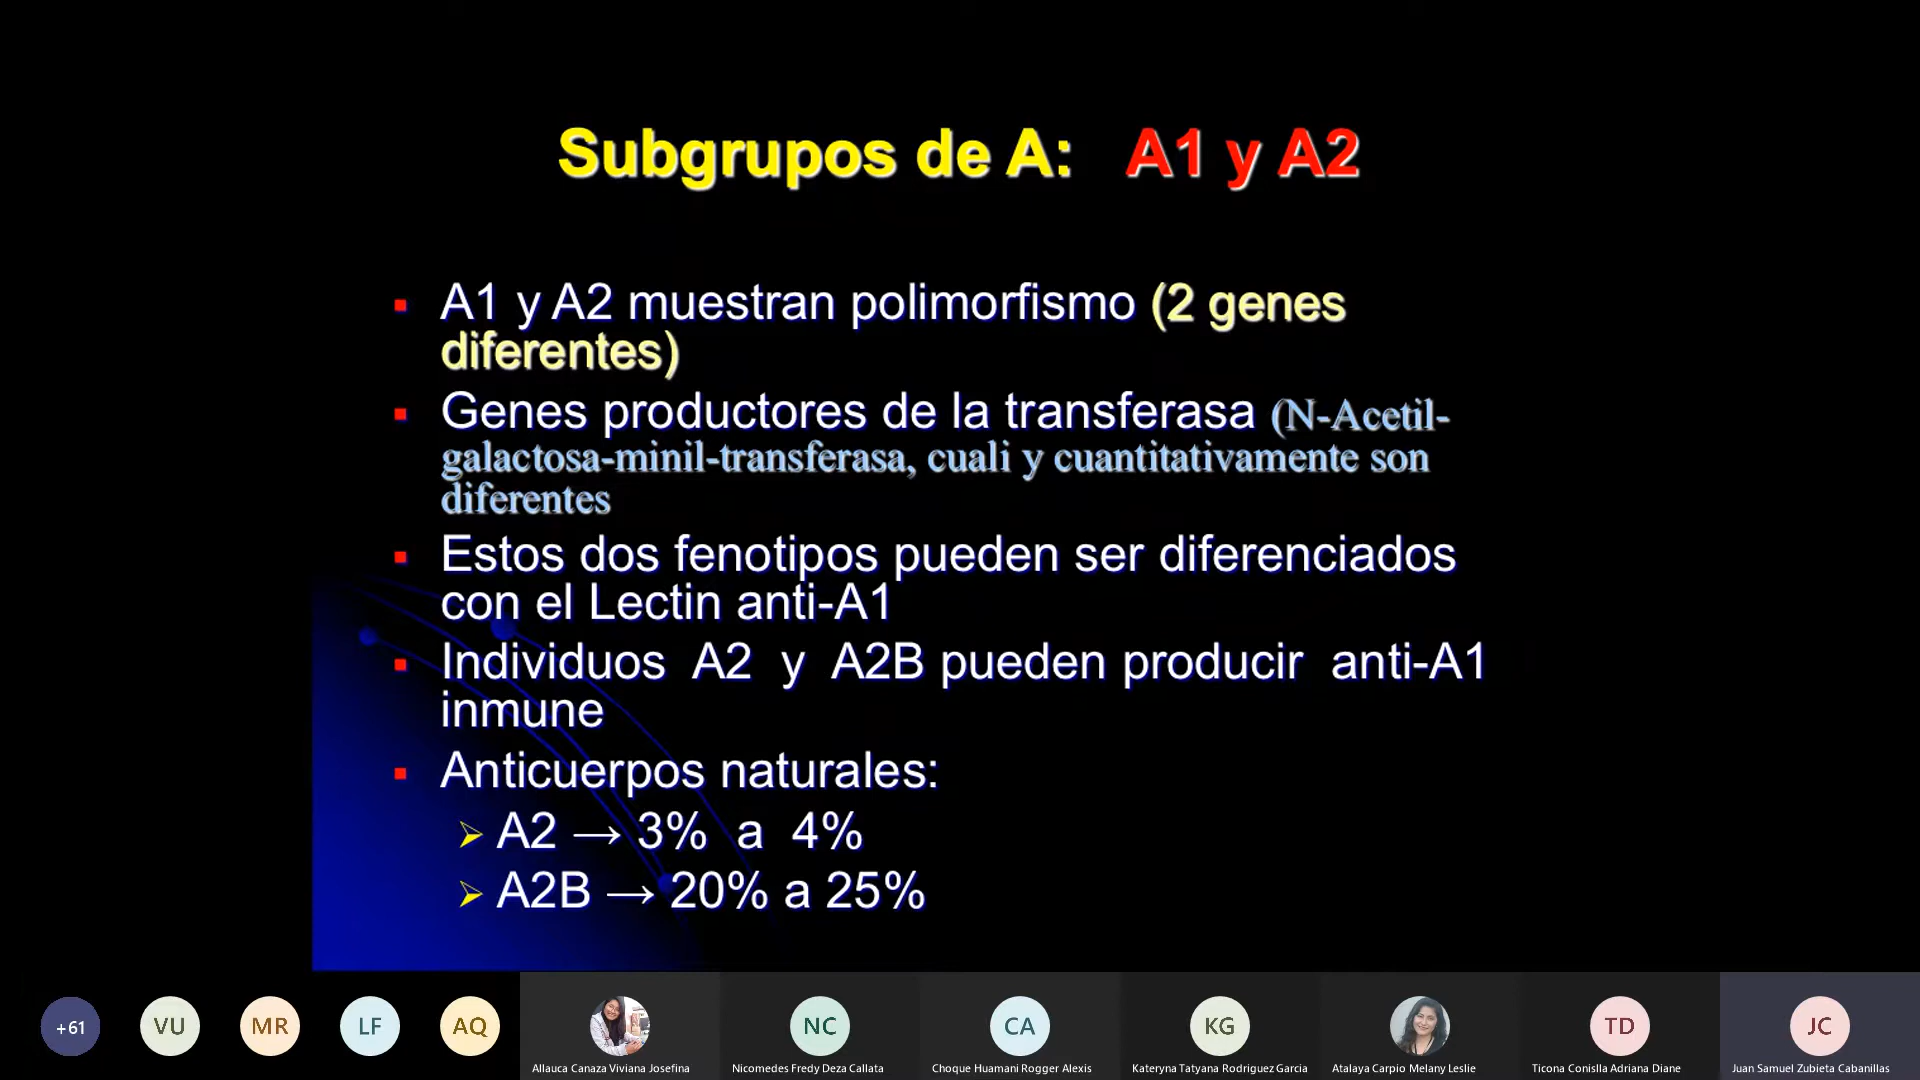 Subgrupos de A: A1 y A2
A1 y A2 muestran polimorfismo (2 genes
diferentes)
Genes productores de la transferasa (N-Acetil-
galactosa-minil-transferasa, cuali y cuantitativamente son
diferentes
Estos dos fenotipos pueden ser diferenciados
con el Lectin anti-A1
Individuos A2 y A2B pueden producir anti-A1
inmune
Anticuerpos naturales:
A2 → 3% a 4%
A2B → 20% a 25%
+61 VU MR LF AQ NC CA KG TD JC
Allauca Canaza Viviana Josefina Nicomedes Fredy Deza Callata Choque Huamani Rogger Alexis Kateryna Tatyana Rodriguez Garcia Atalaya Carpio Melany Leslie Ticona Conislla Adriana Diane Juan Samuel Zubieta Cabanillas